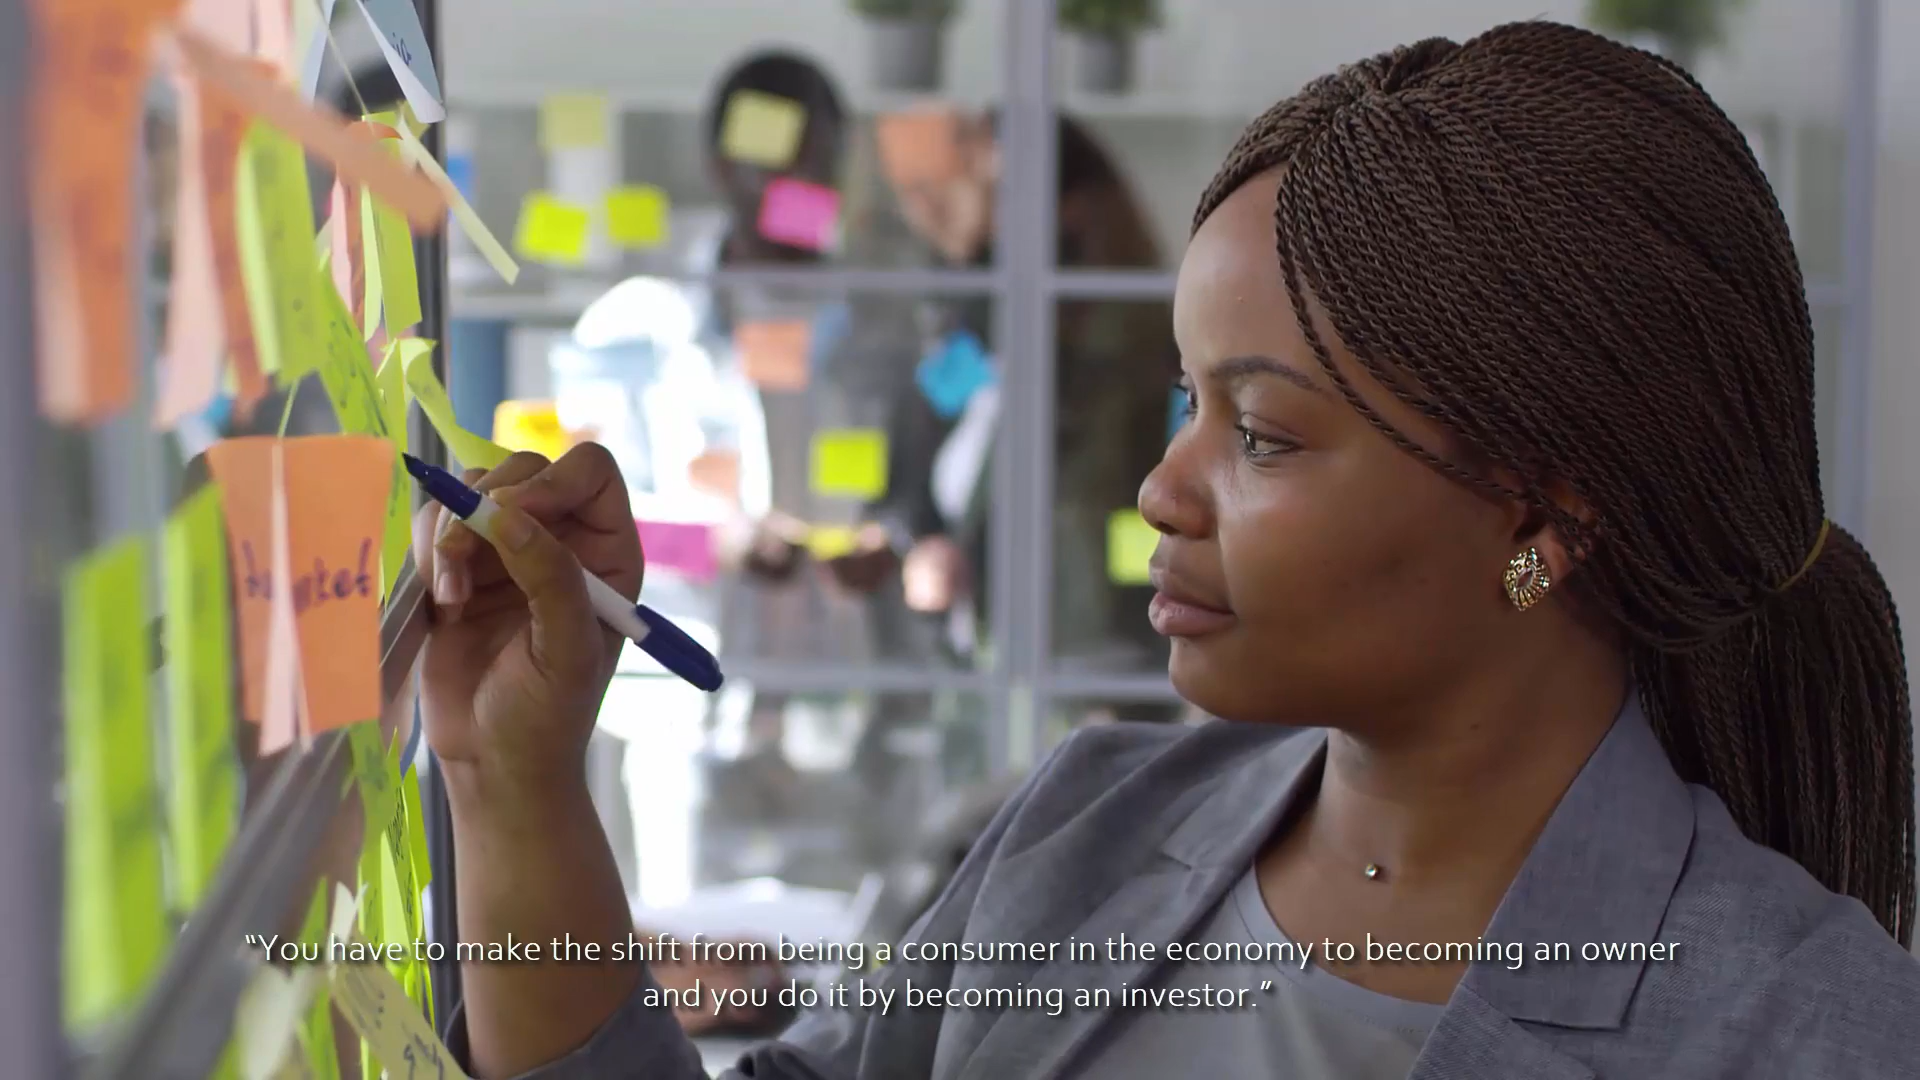 “You have to make the shift from being a consumer in the economy to becoming an owner
and you do it by becoming an investor.”